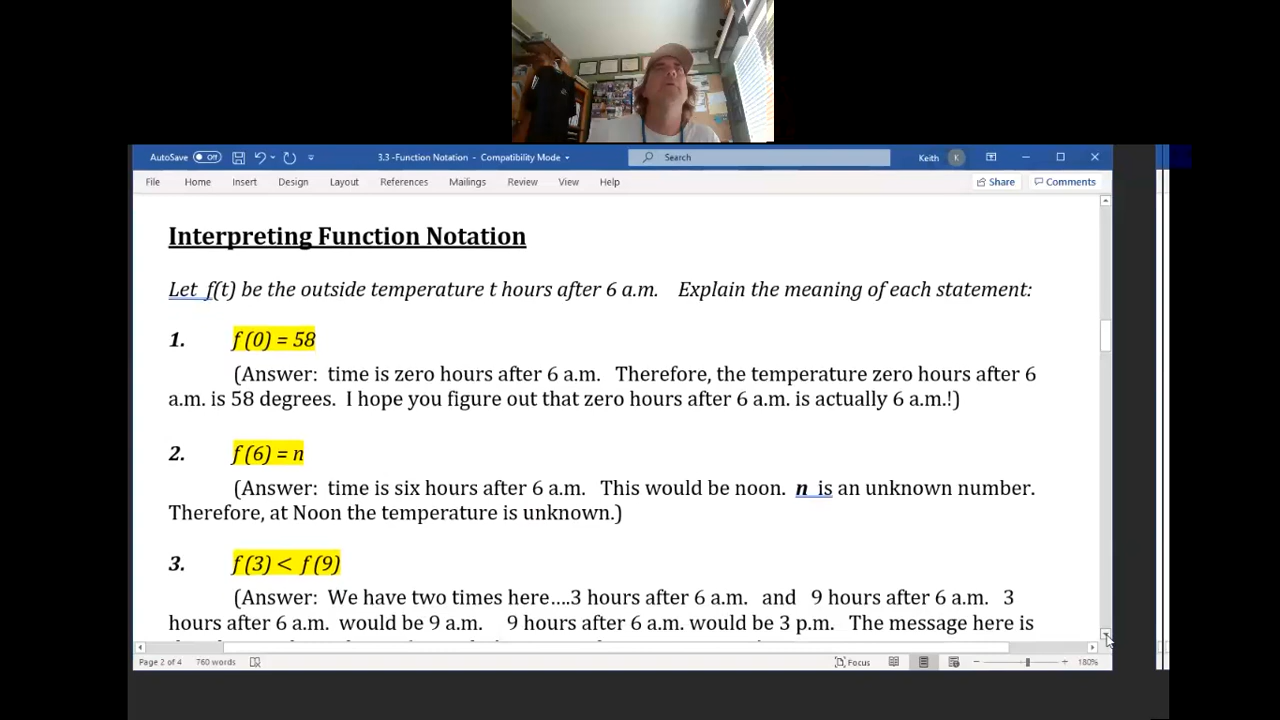 AutoSave Off 3.3 -Function Notation - Compatibility Mode Search Keith K
File Home Insert Design Layout References Mailings Review View Help Share Comments
Interpreting Function Notation
Let f(t) be the outside temperature t hours after 6 a.m. Explain the meaning of each statement:
1. f (0) = 58
(Answer: time is zero hours after 6 a.m. Therefore, the temperature zero hours after 6
a.m. is 58 degrees. I hope you figure out that zero hours after 6 a.m. is actually 6 a.m.!)
2. f (6) = n
(Answer: time is six hours after 6 a.m. This would be noon. n is an unknown number.
Therefore, at Noon the temperature is unknown.)
3. f (3) < f (9)
(Answer: We have two times here....3 hours after 6 a.m. and 9 hours after 6 a.m. 3
hours after 6 a.m. would be 9 a.m. 9 hours after 6 a.m. would be 3 p.m. The message here is
Page 2 of 4 760 words Focus 180%